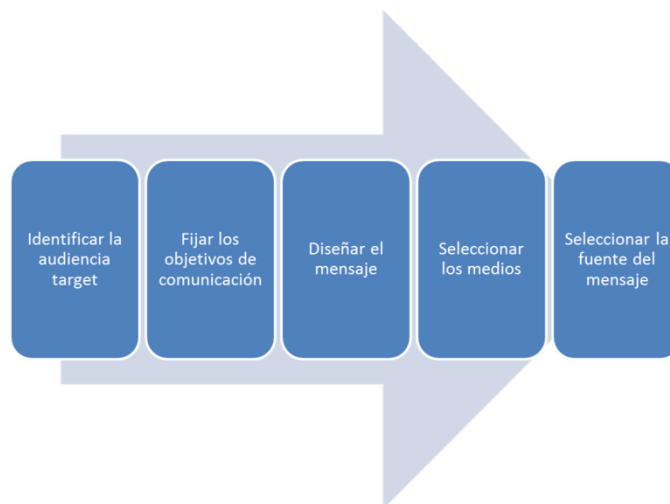 Identificar la
audiencia
target
Fijar los
objetivos de
comunicación
Diseñar el
mensaje
Seleccionar
los medios
Seleccionar la
fuente del
mensaje